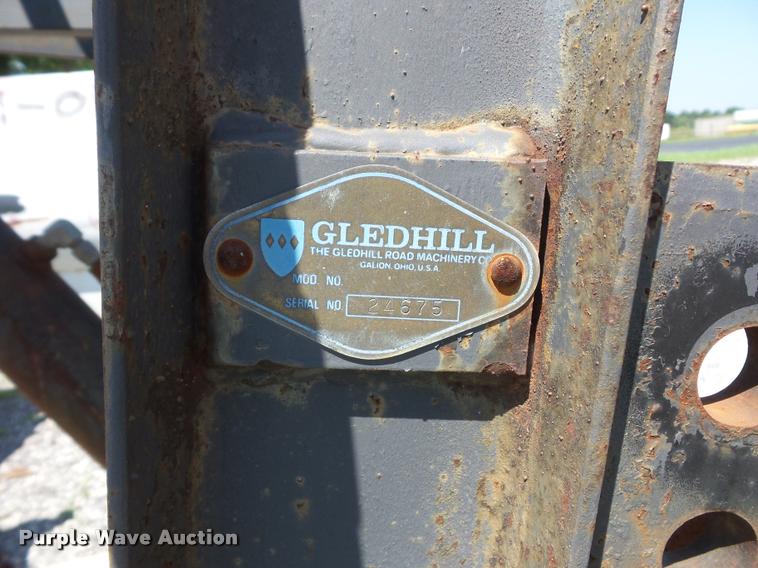 GLEDHILL
THE GLEDHILL ROAD MACHINERY CO
GALION, OHIO, U.S.A.
MOD. NO.
SERIAL NO. 24675
Purple Wave Auction